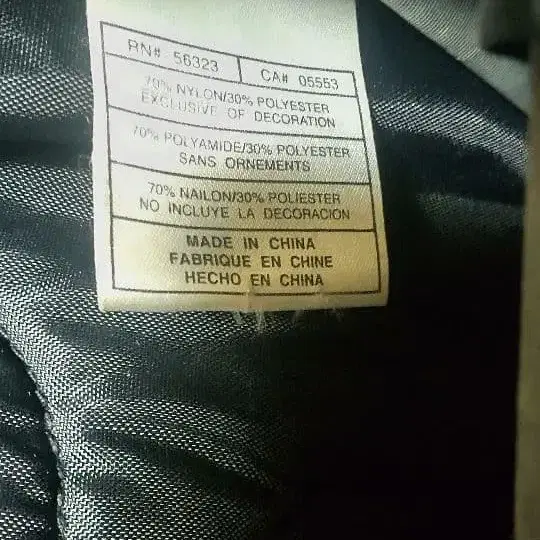 RN# 56323 CA# 05553
70% NYLON/30% POLYESTER
EXCLUSIVE OF DECORATION
70% POLYAMIDE/30% POLYESTER
SANS ORNEMENTS
70% NAILON/30% POLIESTER
NO INCLUYE LA DECORACION
MADE IN CHINA
FABRIQUE EN CHINE
HECHO EN CHINA